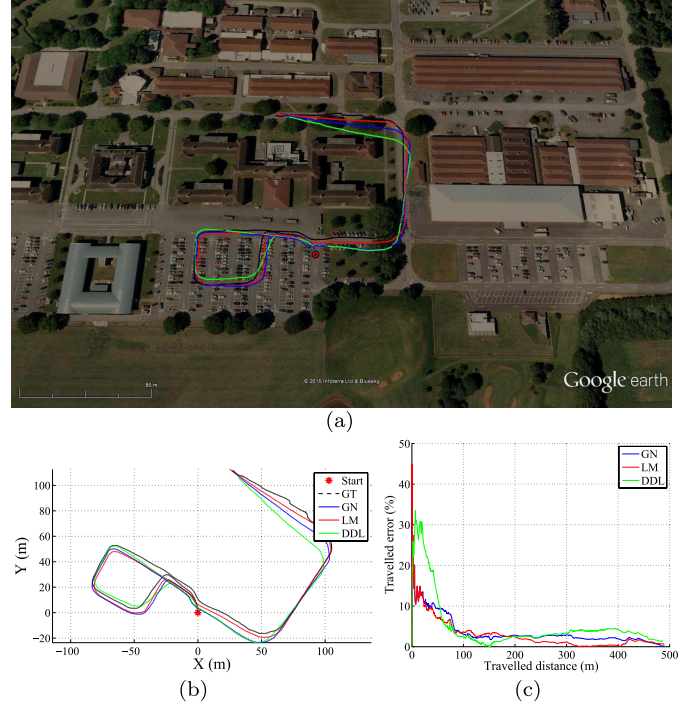 © 2015 Infoterra Ltd & Bluesky
Google earth
85 m
(a)
Start
GT
GN
LM
DDL
100
80
60
40
20
0
−20
Y (m)
−100
−50
0
50
100
X (m)
(b)
50
40
30
20
10
0
Travelled error (%)
GN
LM
DDL
0
100
200
300
400
500
Travelled distance (m)
(c)